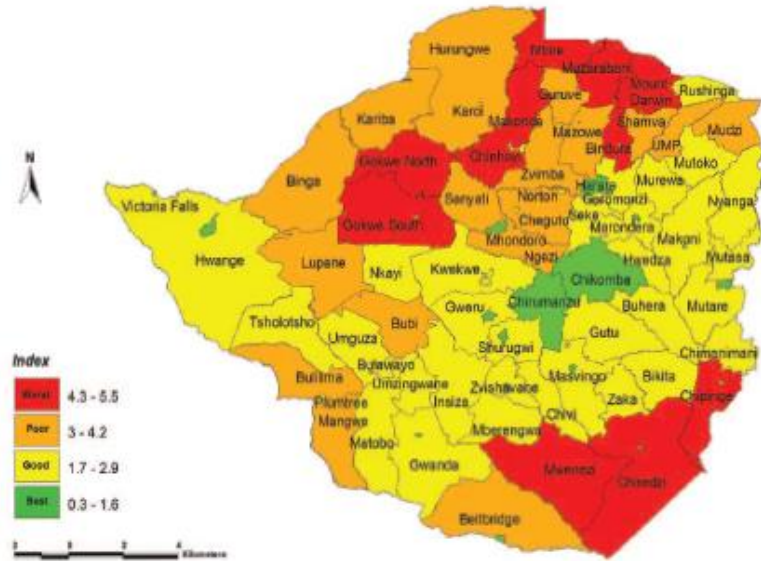 Hurungwe
Mbire
Muzarabani
Mount
Darwin
Rushinga
Guruve
Kariba
Karoi
Makonda
Shamva
Mudzi
Mazowe
UMP
Bindura
Gokwe North
Chinhoyi
Mutoko
Zvimba
Binga
Harare
Murewa
Goromonzi
Sanyati
Norton
Nyanga
Victoria Falls
Gokwe South
Chegutu
Seke
Marondera
Mhondoro
Makoni
Hwange
Ngezi
Hwedza
Mutasa
Lupane
Nkayi
Kwekwe
Chikomba
Chirumanzu
Buhera
Mutare
Gweru
Tsholotsho
Bubi
Umguza
Gutu
Shurugwi
Chimanimani
Bulawayo
Bulilima
Umzingwane
Zvishavane
Masvingo
Bikita
Chipinge
Plumtree
Insiza
Zaka
Mangwe
Chivi
Matobo
Mberengwa
Gwanda
Mwenezi
Chiredzi
Beitbridge
N
Index
Worst 4.3 - 5.5
Poor 3 - 4.2
Good 1.7 - 2.9
Best 0.3 - 1.6
Kilometers